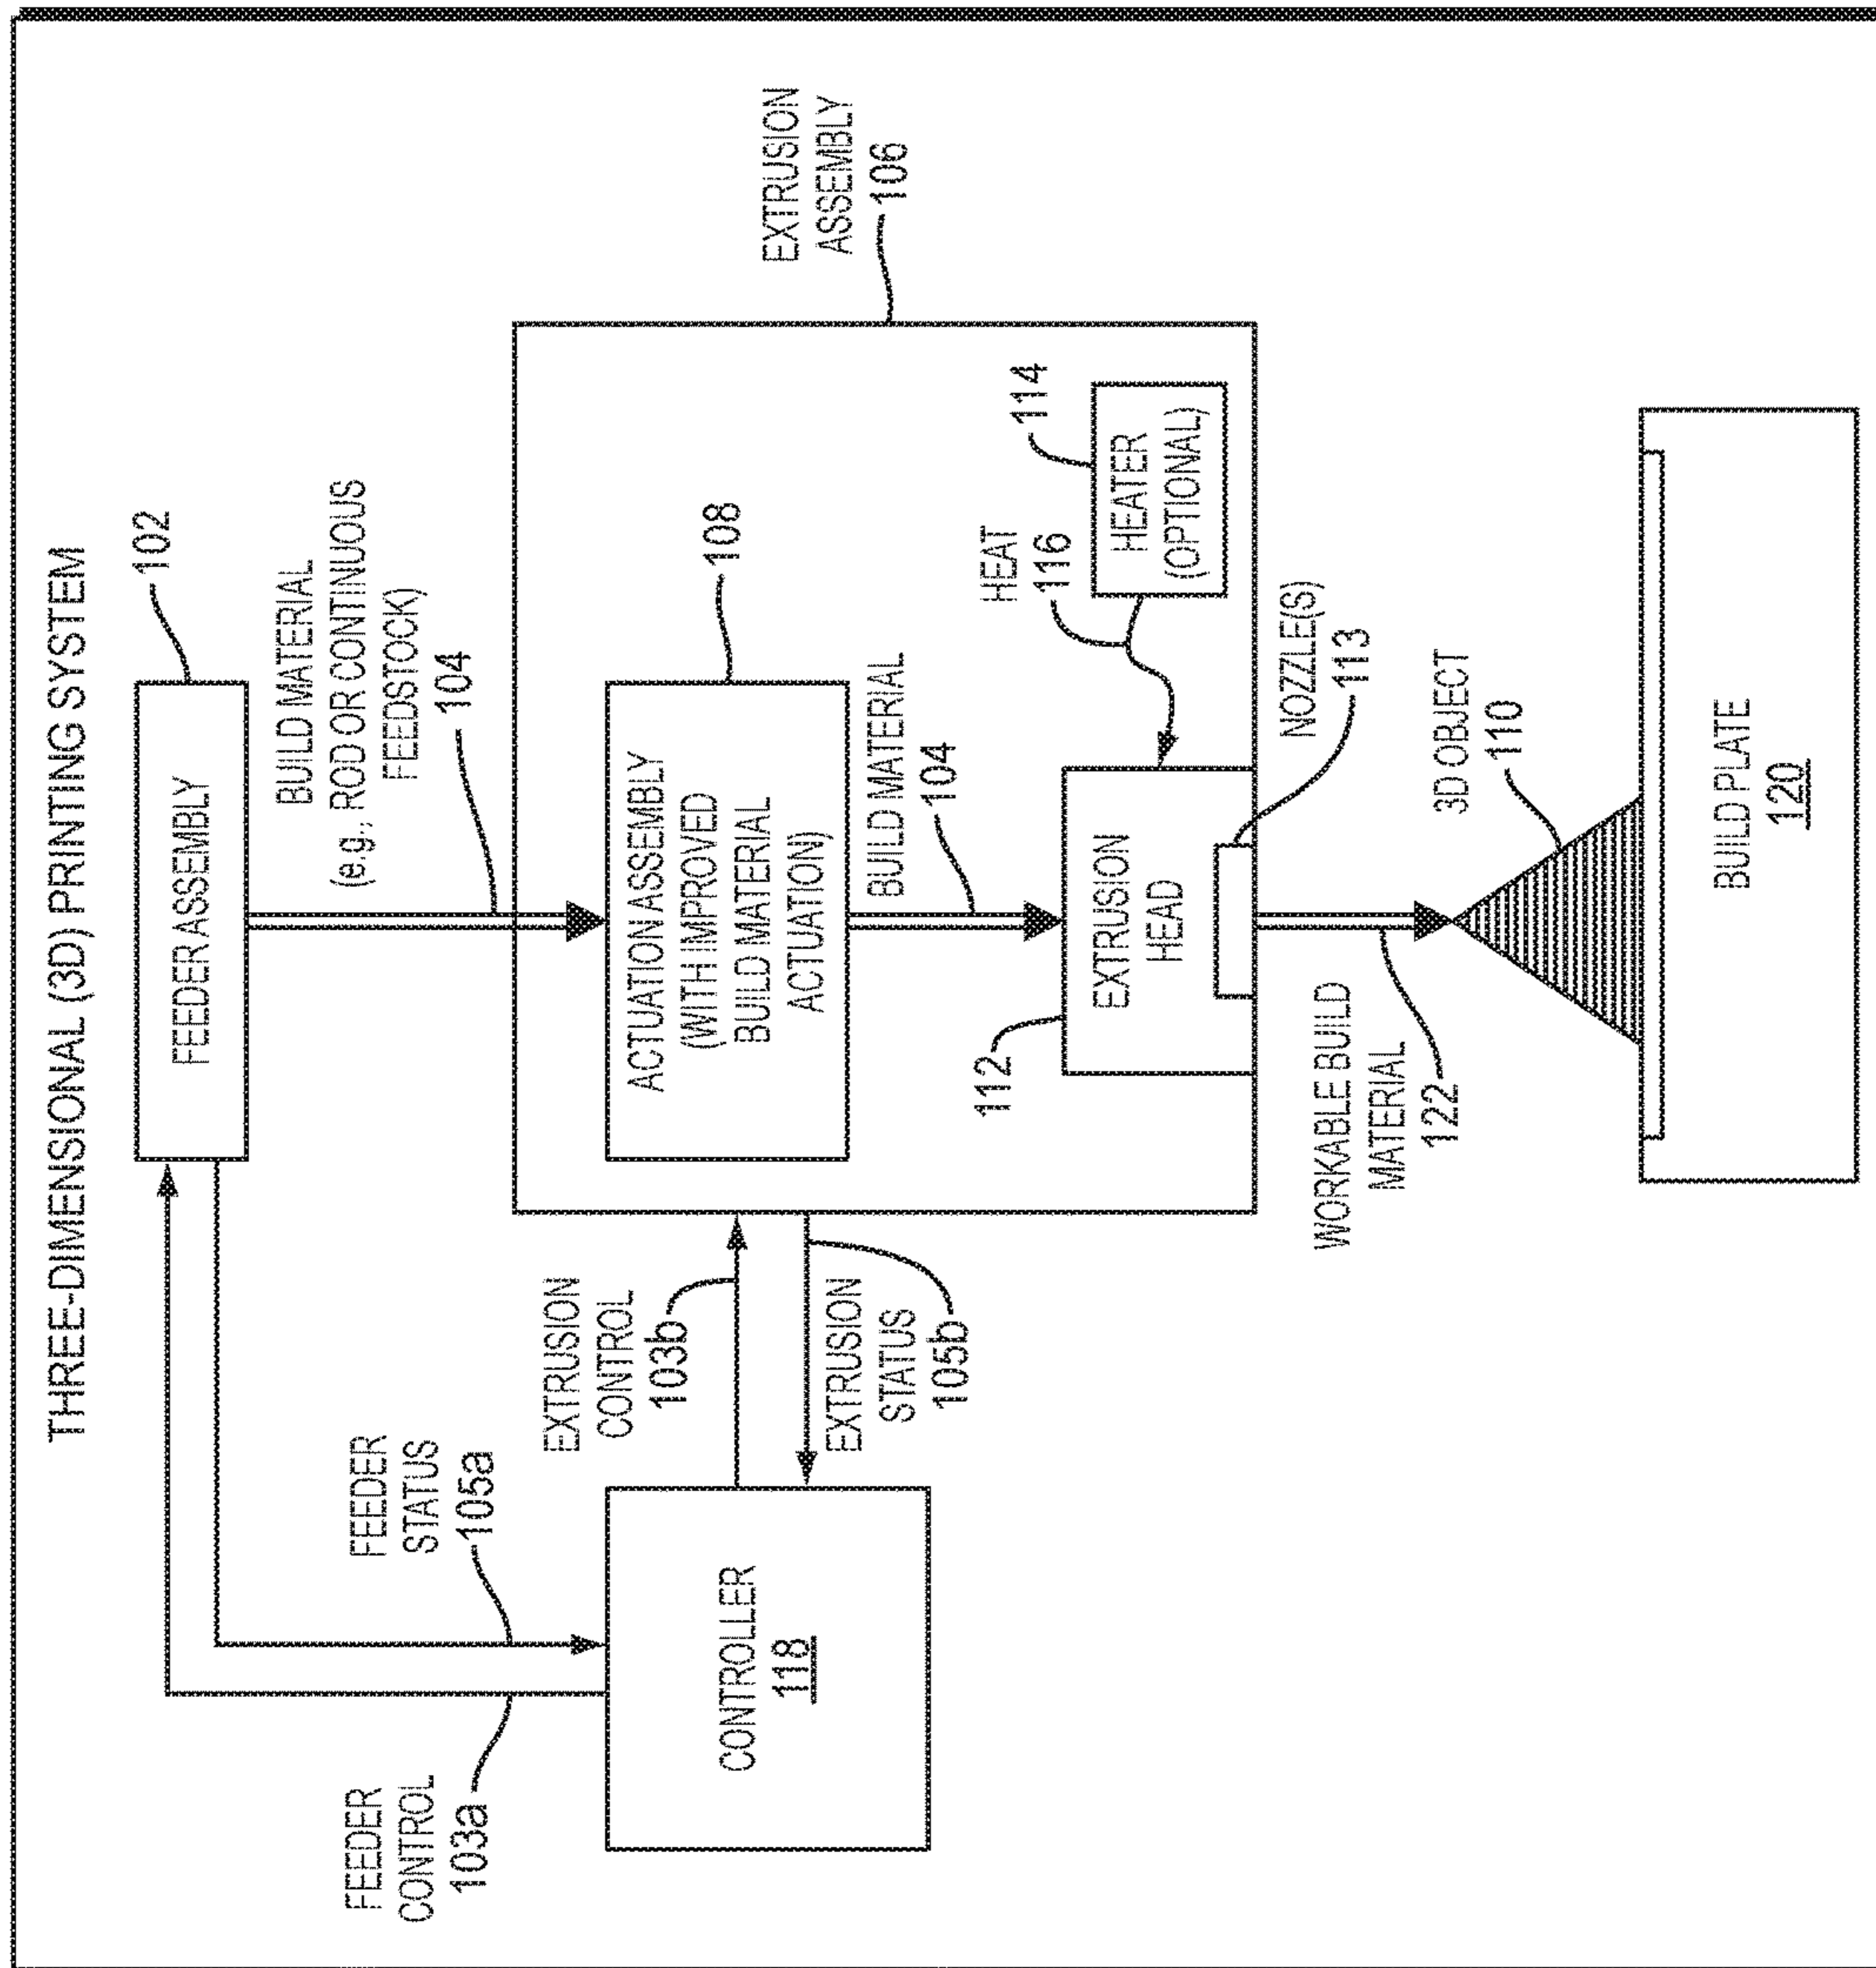 THREE-DIMENSIONAL (3D) PRINTING SYSTEM
102
FEEDER ASSEMBLY
BUILD MATERIAL
(e.g., ROD OR CONTINUOUS
FEEDSTOCK)
104
FEEDER
CONTROL
103a
FEEDER
STATUS
105a
EXTRUSION
CONTROL
103b
EXTRUSION
STATUS
105b
CONTROLLER
118
EXTRUSION
ASSEMBLY
106
ACTUATION ASSEMBLY
(WITH IMPROVED
BUILD MATERIAL
ACTUATION)
108
BUILD MATERIAL
104
112
EXTRUSION
HEAD
HEAT
116
114
HEATER
(OPTIONAL)
NOZZLE(S)
113
WORKABLE BUILD
MATERIAL
122
3D OBJECT
110
BUILD PLATE
120